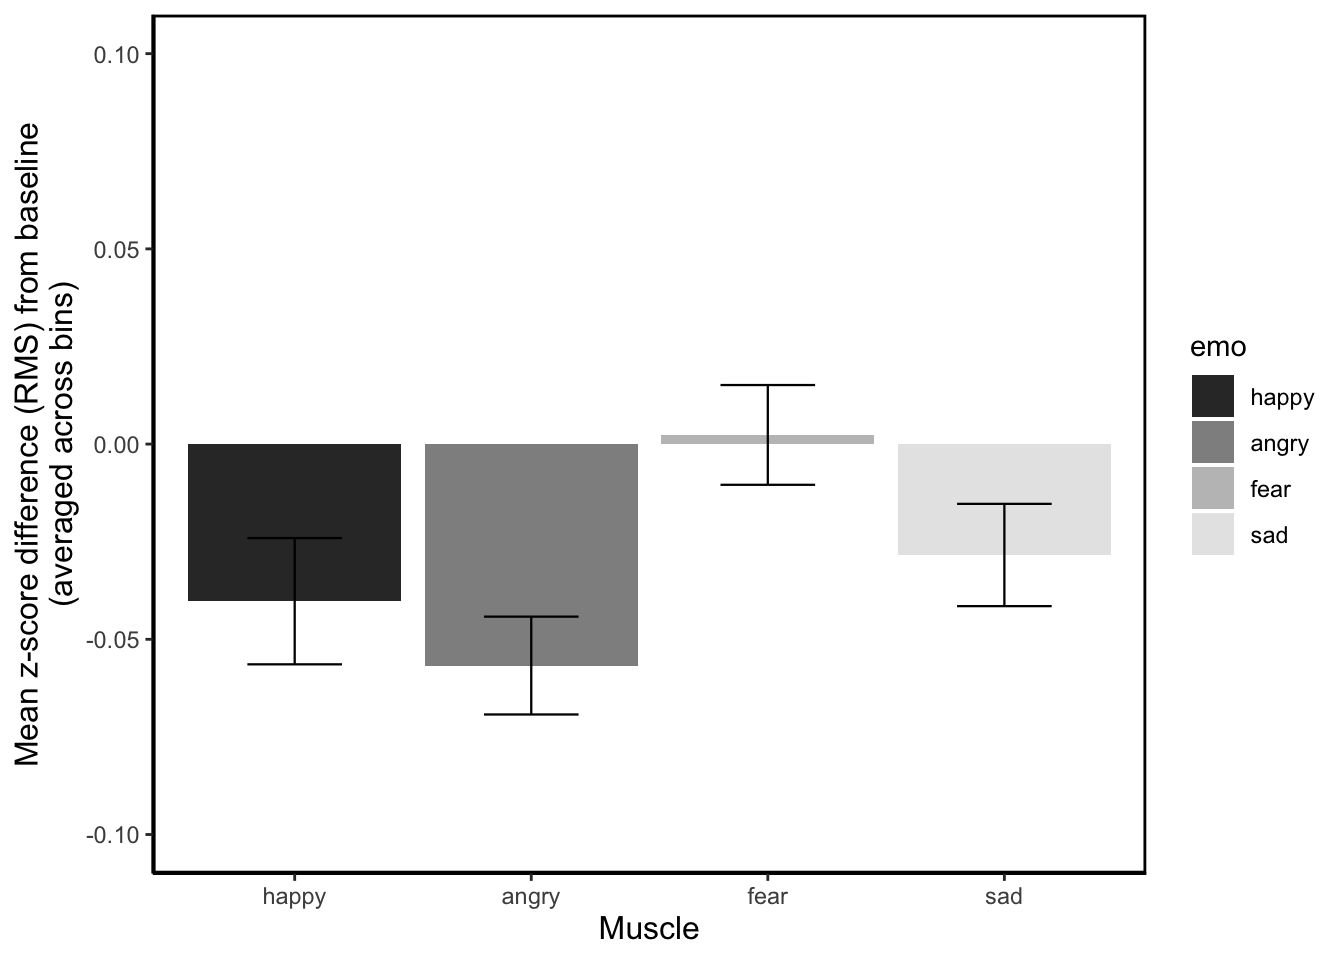 Mean z-score difference (RMS) from baseline
(averaged across bins)
0.10
0.05
0.00
-0.05
-0.10
happy
angry
fear
sad
Muscle
emo
happy
angry
fear
sad